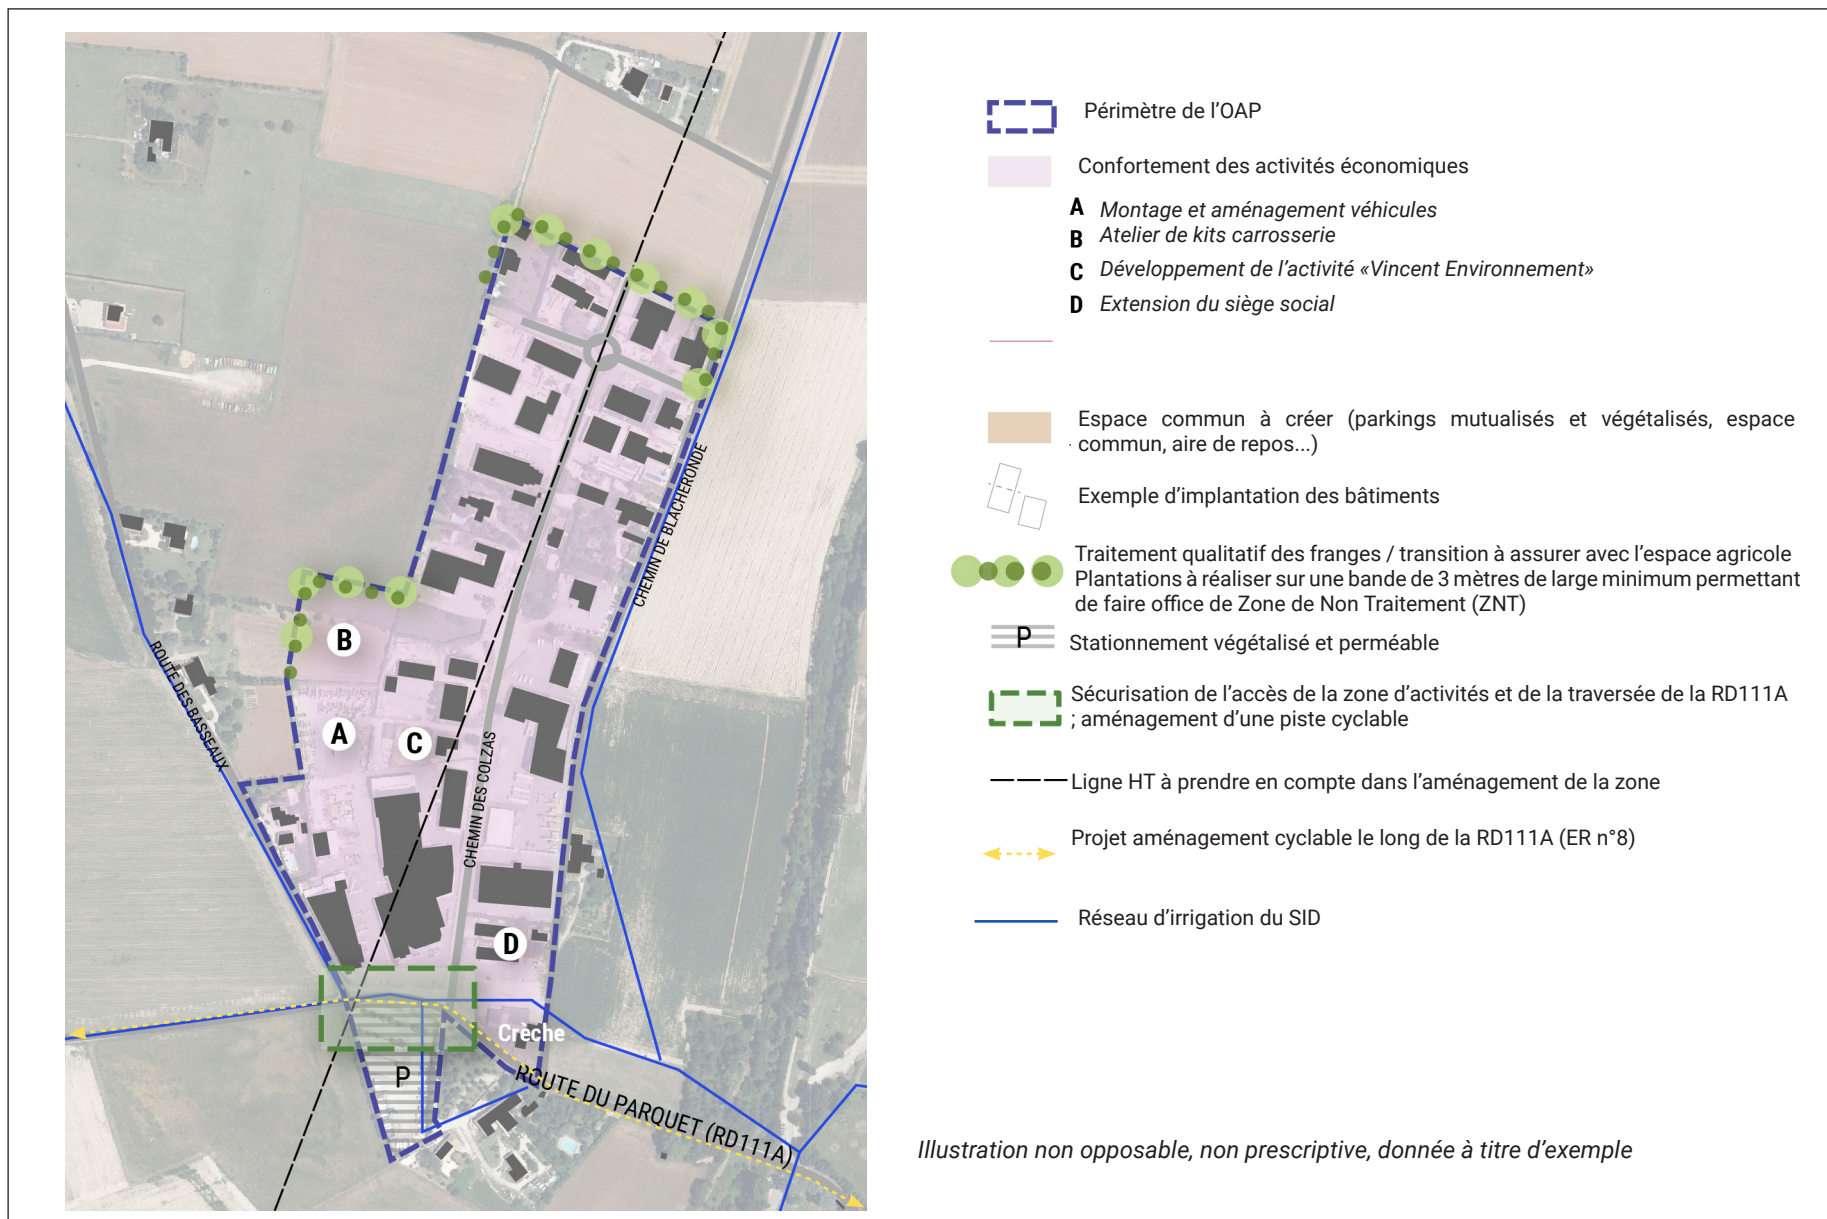 Périmètre de l'OAP
Confortement des activités économiques
A Montage et aménagement véhicules
B Atelier de kits carrosserie
C Développement de l'activité «Vincent Environnement»
D Extension du siège social
Espace commun à créer (parkings mutualisés et végétalisés, espace
commun, aire de repos...)
Exemple d'implantation des bâtiments
Traitement qualitatif des franges / transition à assurer avec l'espace agricole
Plantations à réaliser sur une bande de 3 mètres de large minimum permettant
de faire office de Zone de Non Traitement (ZNT)
P Stationnement végétalisé et perméable
Sécurisation de l'accès de la zone d'activités et de la traversée de la RD111A
; aménagement d'une piste cyclable
Ligne HT à prendre en compte dans l'aménagement de la zone
Projet aménagement cyclable le long de la RD111A (ER n°8)
Réseau d'irrigation du SID
Illustration non opposable, non prescriptive, donnée à titre d'exemple
CHEMIN DE BLACHERONDE
B
ROUTE DES BASSEAUX
A
C
CHEMIN DES COLZAS
D
Crèche
P
ROUTE DU PARQUET (RD111A)